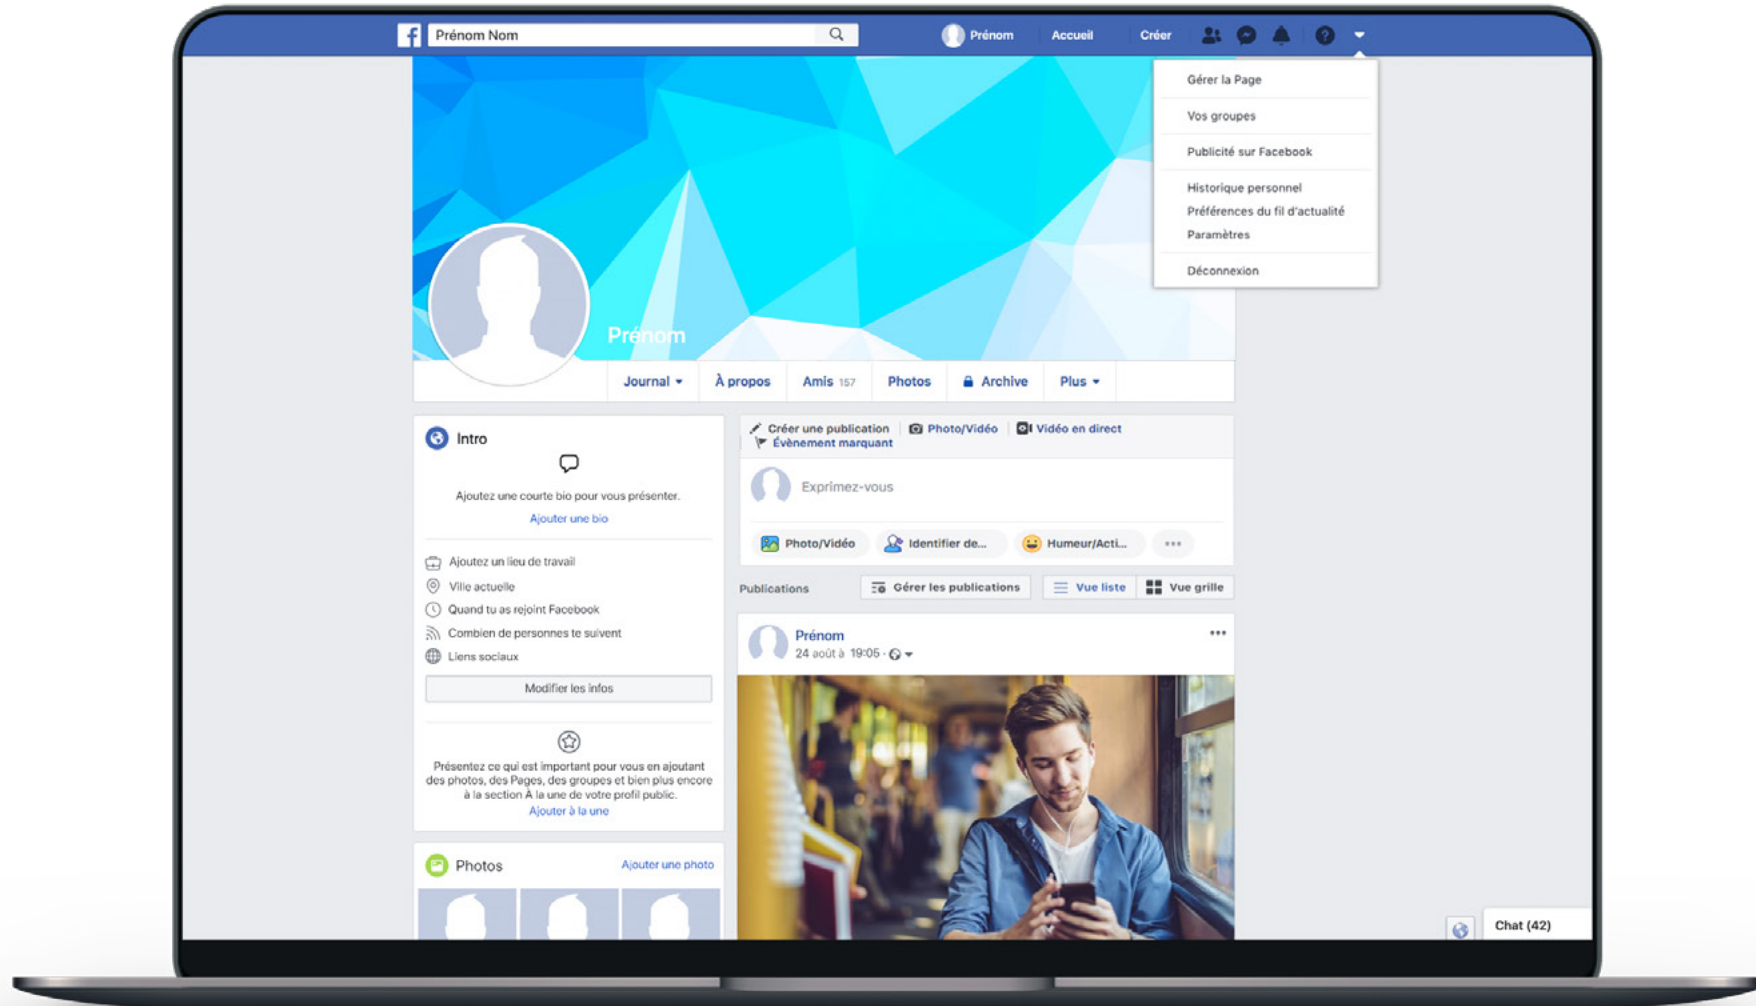 f
Prénom Nom
Prénom
Accueil
Créer
Gérer la Page
Vos groupes
Publicité sur Facebook
Historique personnel
Préférences du fil d'actualité
Paramètres
Déconnexion
Prénom
Journal
À propos
Amis 157
Photos
Archive
Plus
Intro
Ajoutez une courte bio pour vous présenter.
Ajouter une bio
Ajoutez un lieu de travail
Ville actuelle
Quand tu as rejoint Facebook
Combien de personnes te suivent
Liens sociaux
Modifier les infos
Présentez ce qui est important pour vous en ajoutant
des photos, des Pages, des groupes et bien plus encore
à la section À la une de votre profil public.
Ajouter à la une
Photos
Ajouter une photo
Créer une publication
Photo/Vidéo
Vidéo en direct
Évènement marquant
Exprimez-vous
Photo/Vidéo
Identifier de...
Humeur/Acti...
Publications
Gérer les publications
Vue liste
Vue grille
Prénom
24 août à 19:05
Chat (42)